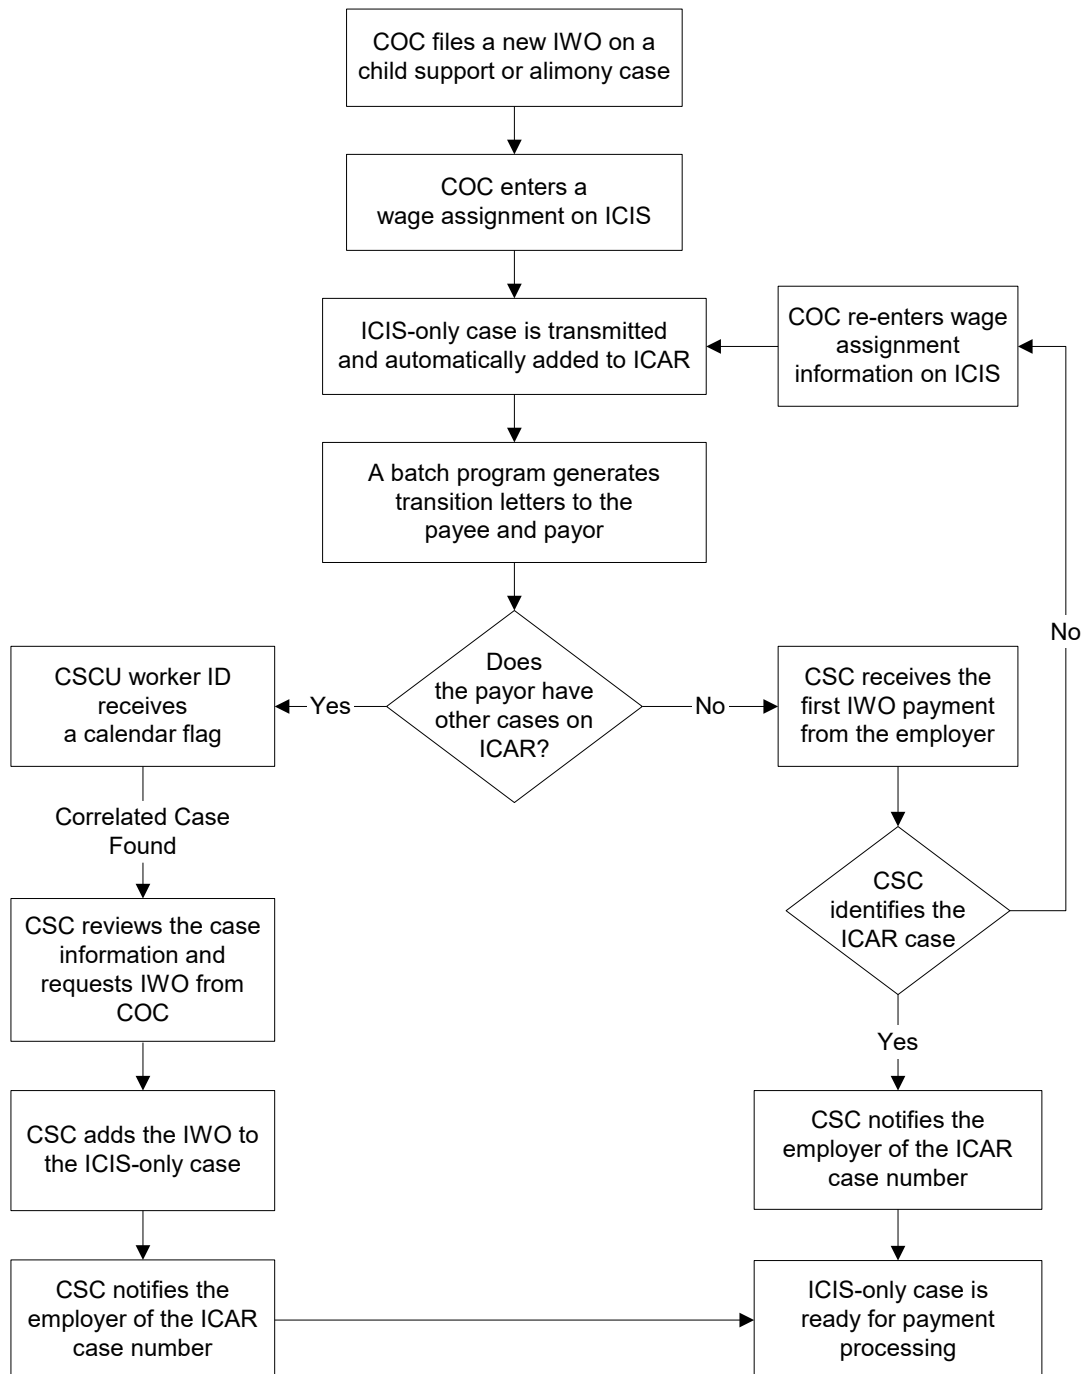 COC files a new IWO on a
child support or alimony case
COC enters a
wage assignment on ICIS
ICIS-only case is transmitted
and automatically added to ICAR
COC re-enters wage
assignment
information on ICIS
A batch program generates
transition letters to the
payee and payor
No
Does
the payor have
other cases on
ICAR?
Yes
No
CSCU worker ID
receives
a calendar flag
CSC receives the
first IWO payment
from the employer
Correlated Case
Found
CSC
identifies the
ICAR case
CSC reviews the case
information and
requests IWO from
COC
Yes
CSC adds the IWO to
the ICIS-only case
CSC notifies the
employer of the ICAR
case number
CSC notifies the
employer of the ICAR
case number
ICIS-only case is
ready for payment
processing